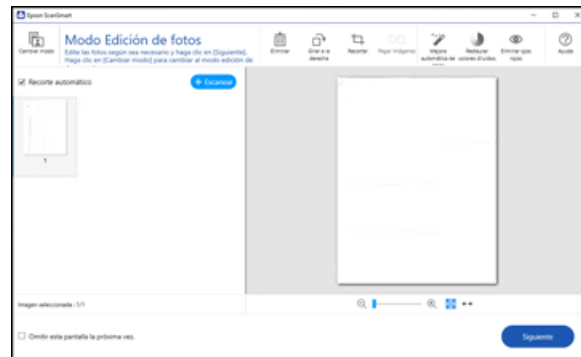 Epson ScanSmart
Cambiar modo
Modo Edición de fotos
Edite las fotos según sea necesario y haga clic en [Siguiente].
Haga clic en [Cambiar modo] para cambiar al modo edición de
Eliminar
Girar a la
derecha
Recortar
Pegar imágenes
Mejora
automática de
Restaurar
colores diluidos
Eliminar ojos
rojos
Ayuda
Recorte automático
+ Escanear
1
Imagen seleccionada : 1/1
Omitir esta pantalla la próxima vez.
Siguiente